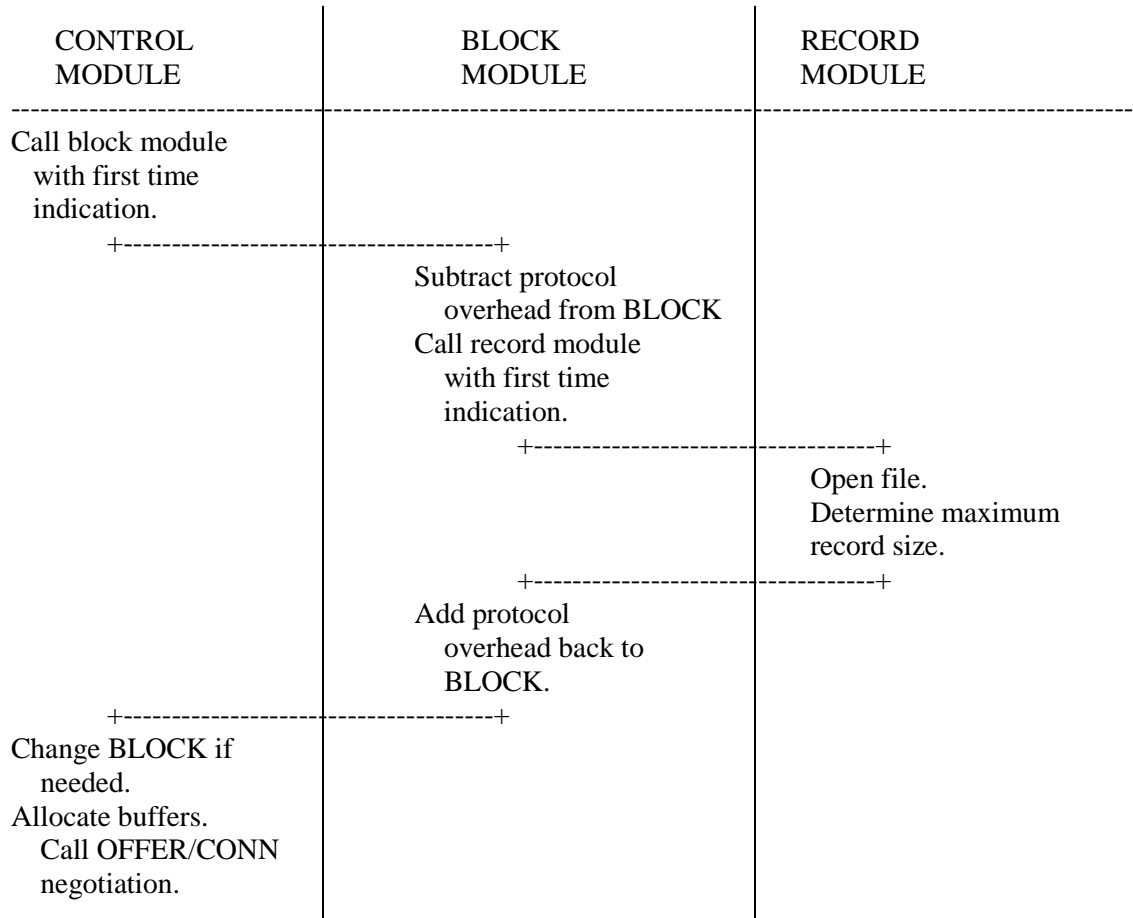 CONTROL BLOCK RECORD
MODULE MODULE MODULE
Call block module
with first time
indication.
Subtract protocol
overhead from BLOCK
Call record module
with first time
indication.
Open file.
Determine maximum
record size.
Add protocol
overhead back to
BLOCK.
Change BLOCK if
needed.
Allocate buffers.
Call OFFER/CONN
negotiation.